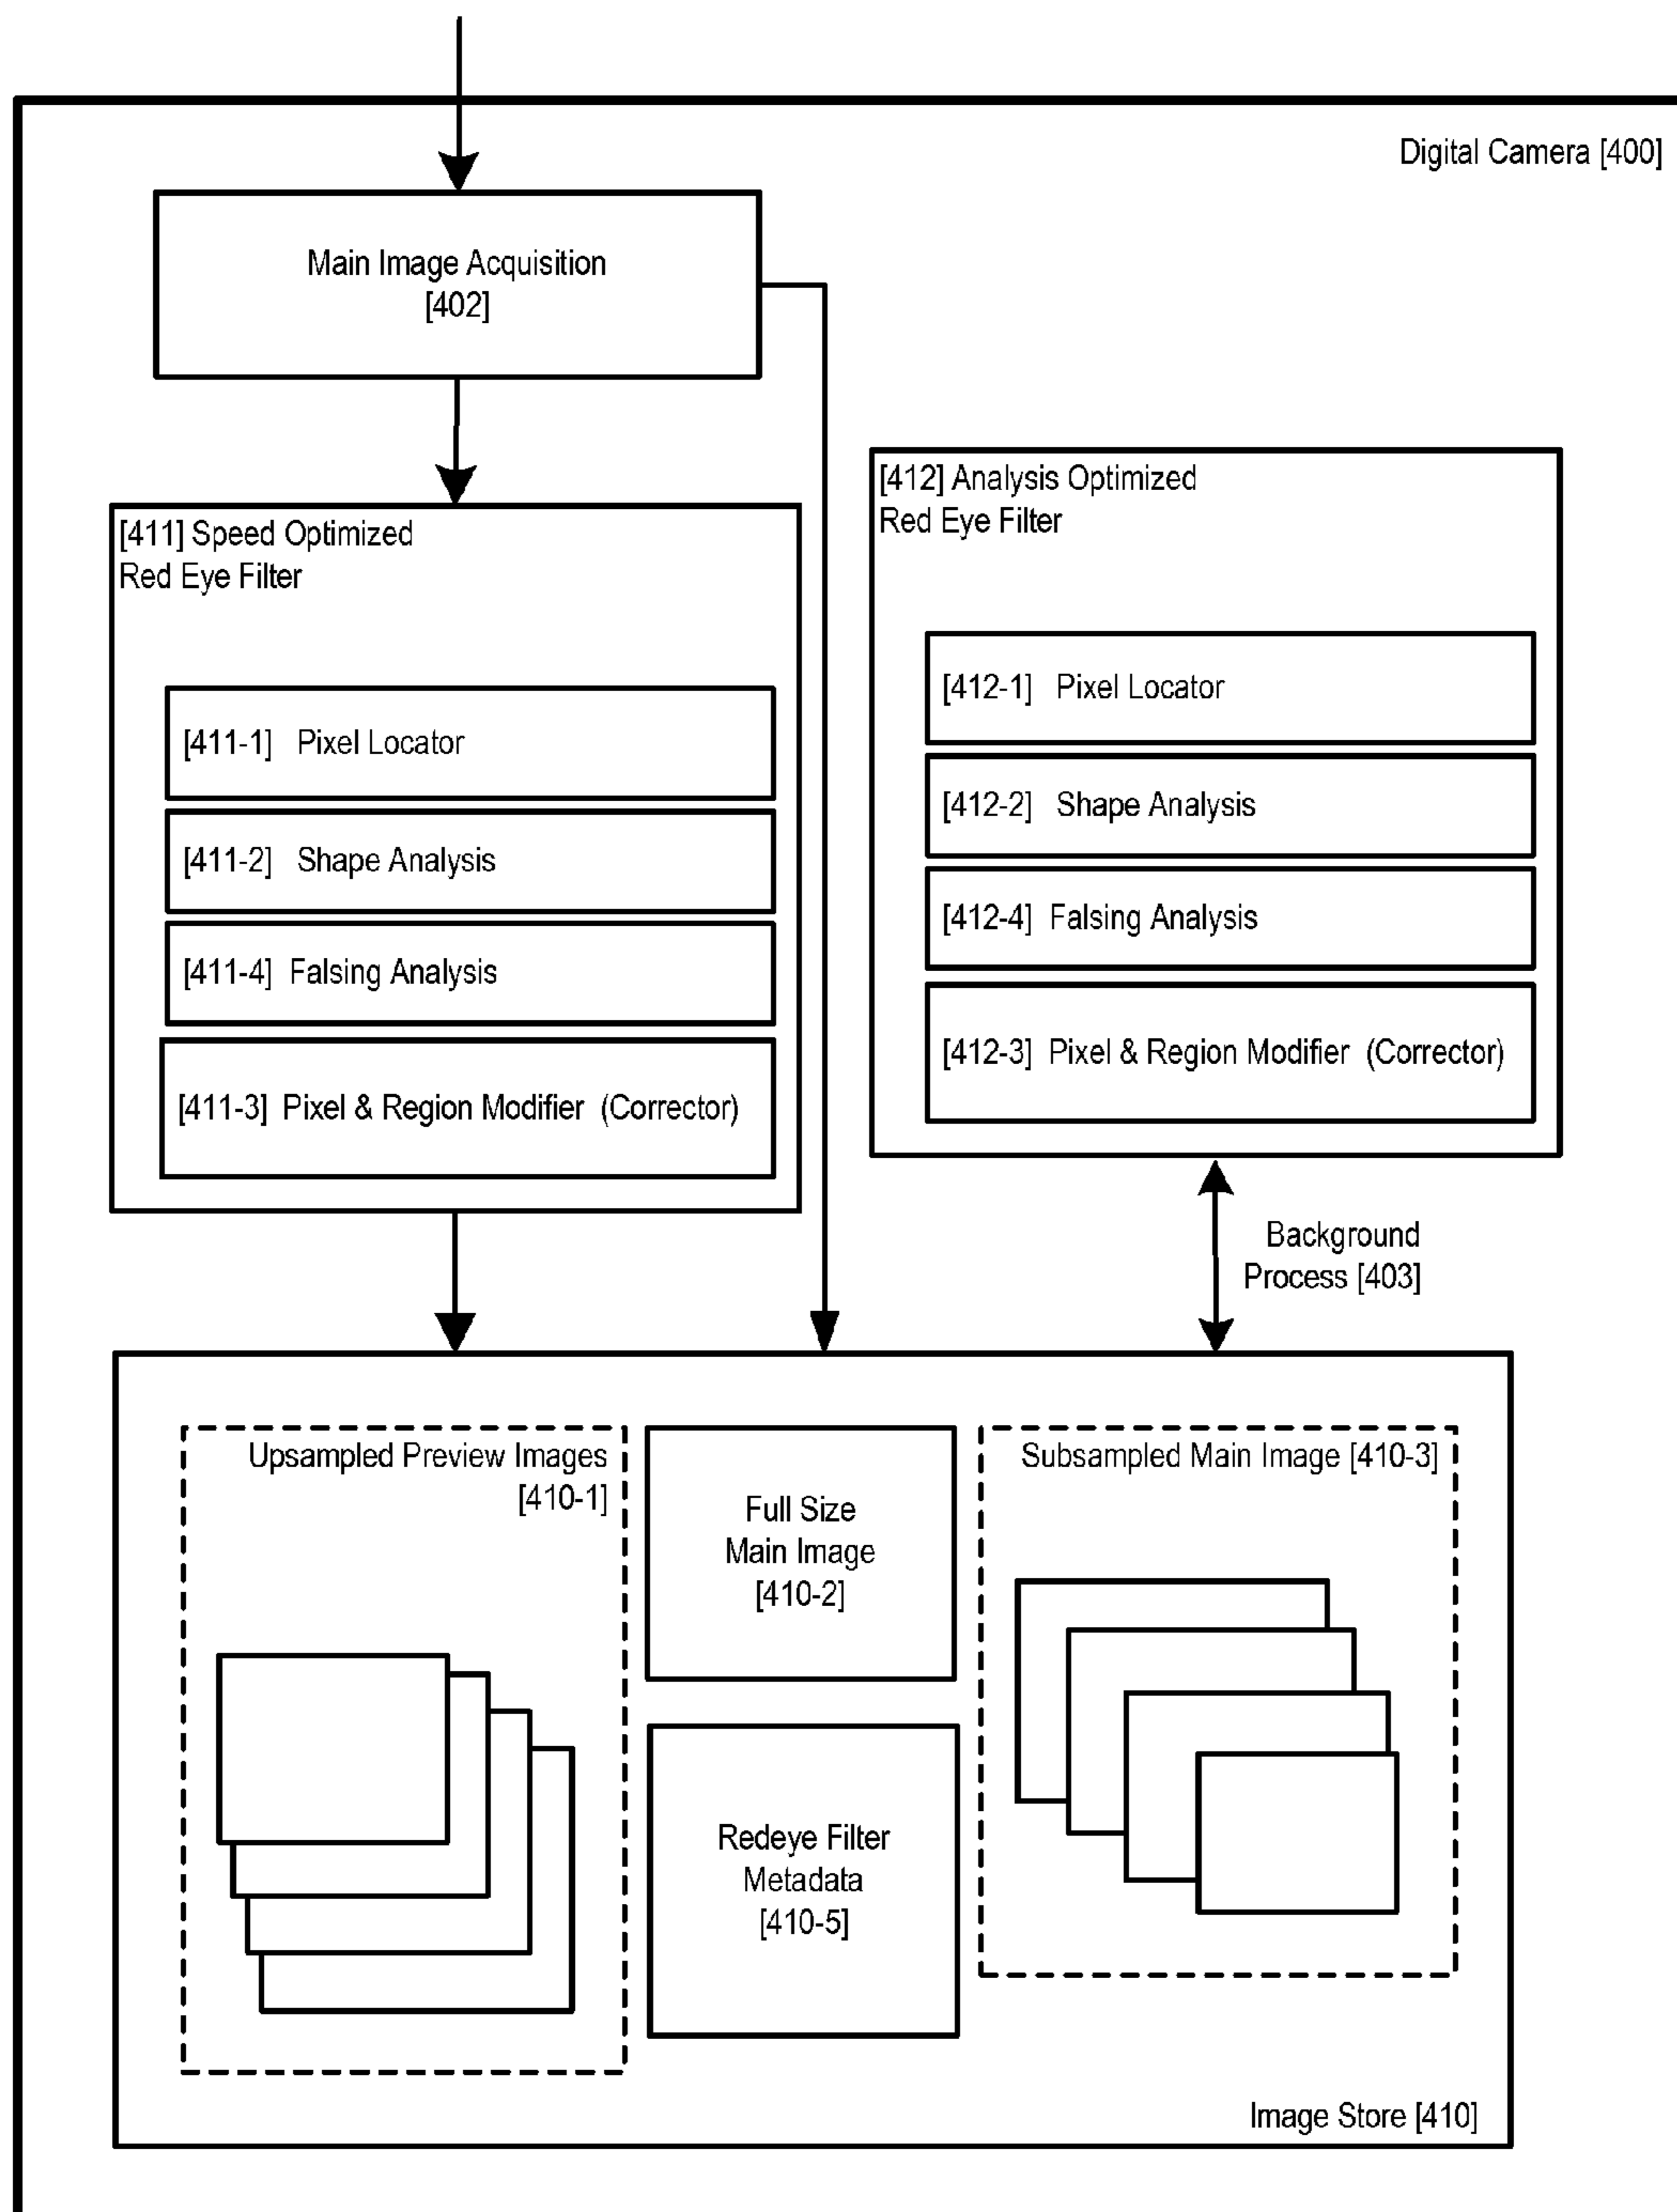 Digital Camera [400]
Main Image Acquisition
[402]
[411] Speed Optimized
Red Eye Filter
[411-1] Pixel Locator
[411-2] Shape Analysis
[411-4] Falsing Analysis
[411-3] Pixel & Region Modifier (Corrector)
[412] Analysis Optimized
Red Eye Filter
[412-1] Pixel Locator
[412-2] Shape Analysis
[412-4] Falsing Analysis
[412-3] Pixel & Region Modifier (Corrector)
Background
Process [403]
Upsampled Preview Images
[410-1]
Full Size
Main Image
[410-2]
Subsampled Main Image [410-3]
Redeye Filter
Metadata
[410-5]
Image Store [410]